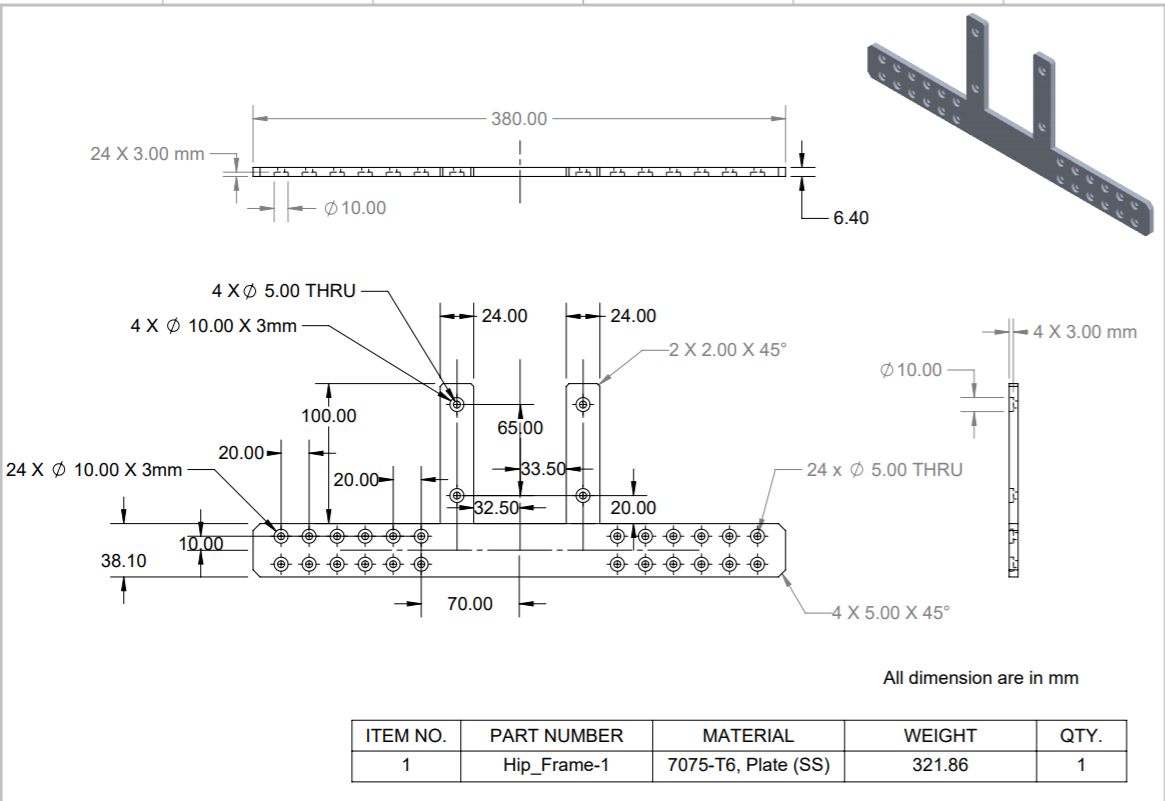 380.00
24 X 3.00 mm
∅ 10.00
6.40
4 X ∅ 5.00 THRU
4 X ∅ 10.00 X 3mm
24.00
24.00
2 X 2.00 X 45°
4 X 3.00 mm
∅ 10.00
100.00
65.00
20.00
33.50
24 X ∅ 10.00 X 3mm
24 x ∅ 5.00 THRU
20.00
32.50
20.00
10.00
38.10
70.00
4 X 5.00 X 45°
All dimension are in mm
ITEM NO. PART NUMBER MATERIAL WEIGHT QTY.
1 Hip_Frame-1 7075-T6, Plate (SS) 321.86 1